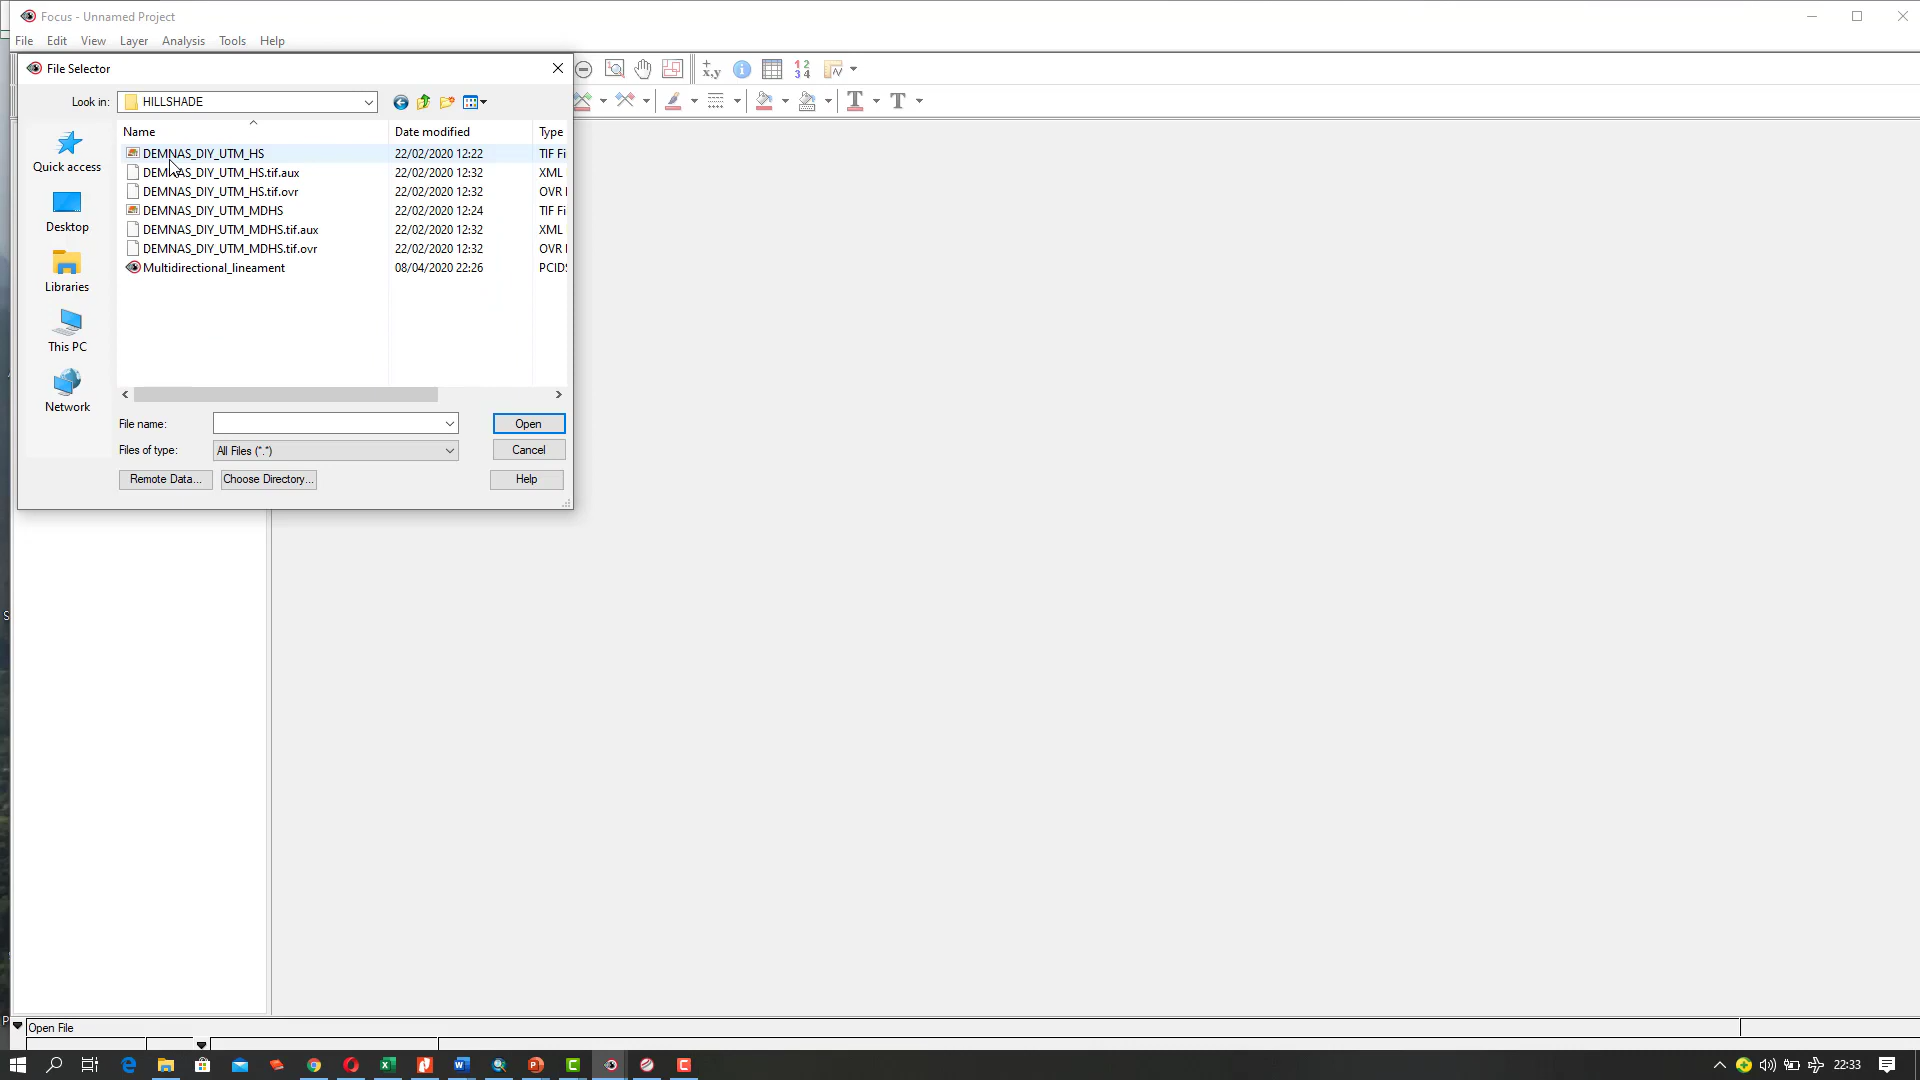 Focus - Unnamed Project
File Edit View Layer Analysis Tools Help
File Selector
Look in: HILLSHADE
Name Date modified Type
DEMNAS_DIY_UTM_HS 22/02/2020 12:22 TIF Fi
DEMNAS_DIY_UTM_HS.tif.aux 22/02/2020 12:32 XML
DEMNAS_DIY_UTM_HS.tif.ovr 22/02/2020 12:32 OVR
DEMNAS_DIY_UTM_MDHS 22/02/2020 12:24 TIF Fi
DEMNAS_DIY_UTM_MDHS.tif.aux 22/02/2020 12:32 XML
DEMNAS_DIY_UTM_MDHS.tif.ovr 22/02/2020 12:32 OVR
Multidirectional_lineament 08/04/2020 22:26 PCIDS
Quick access
Desktop
Libraries
This PC
Network
File name: Open
Files of type: All Files (*.*) Cancel
Remote Data... Choose Directory... Help
Open File
22:33